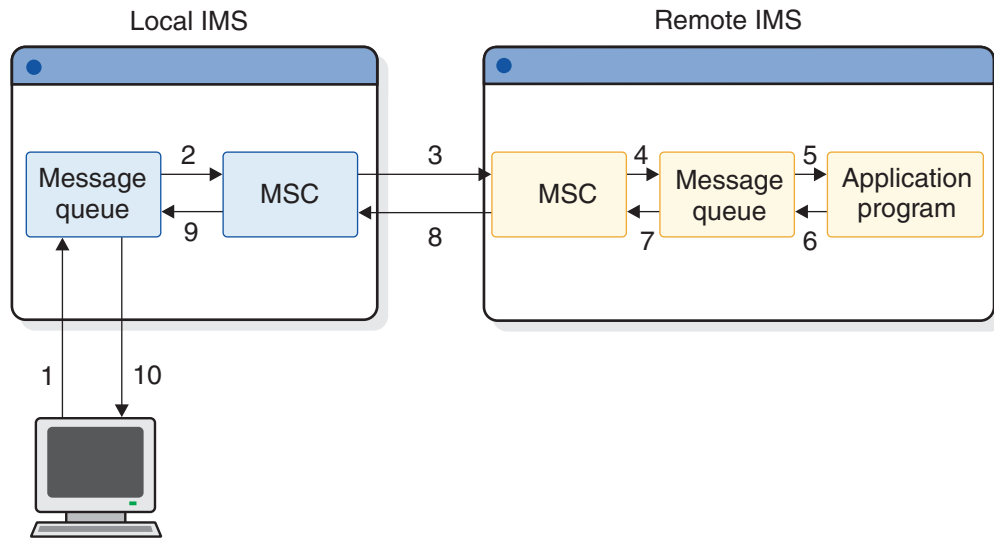 Local IMS
Remote IMS
Message
queue
2
9
MSC
3
8
MSC
4
7
Message
queue
5
6
Application
program
1
10